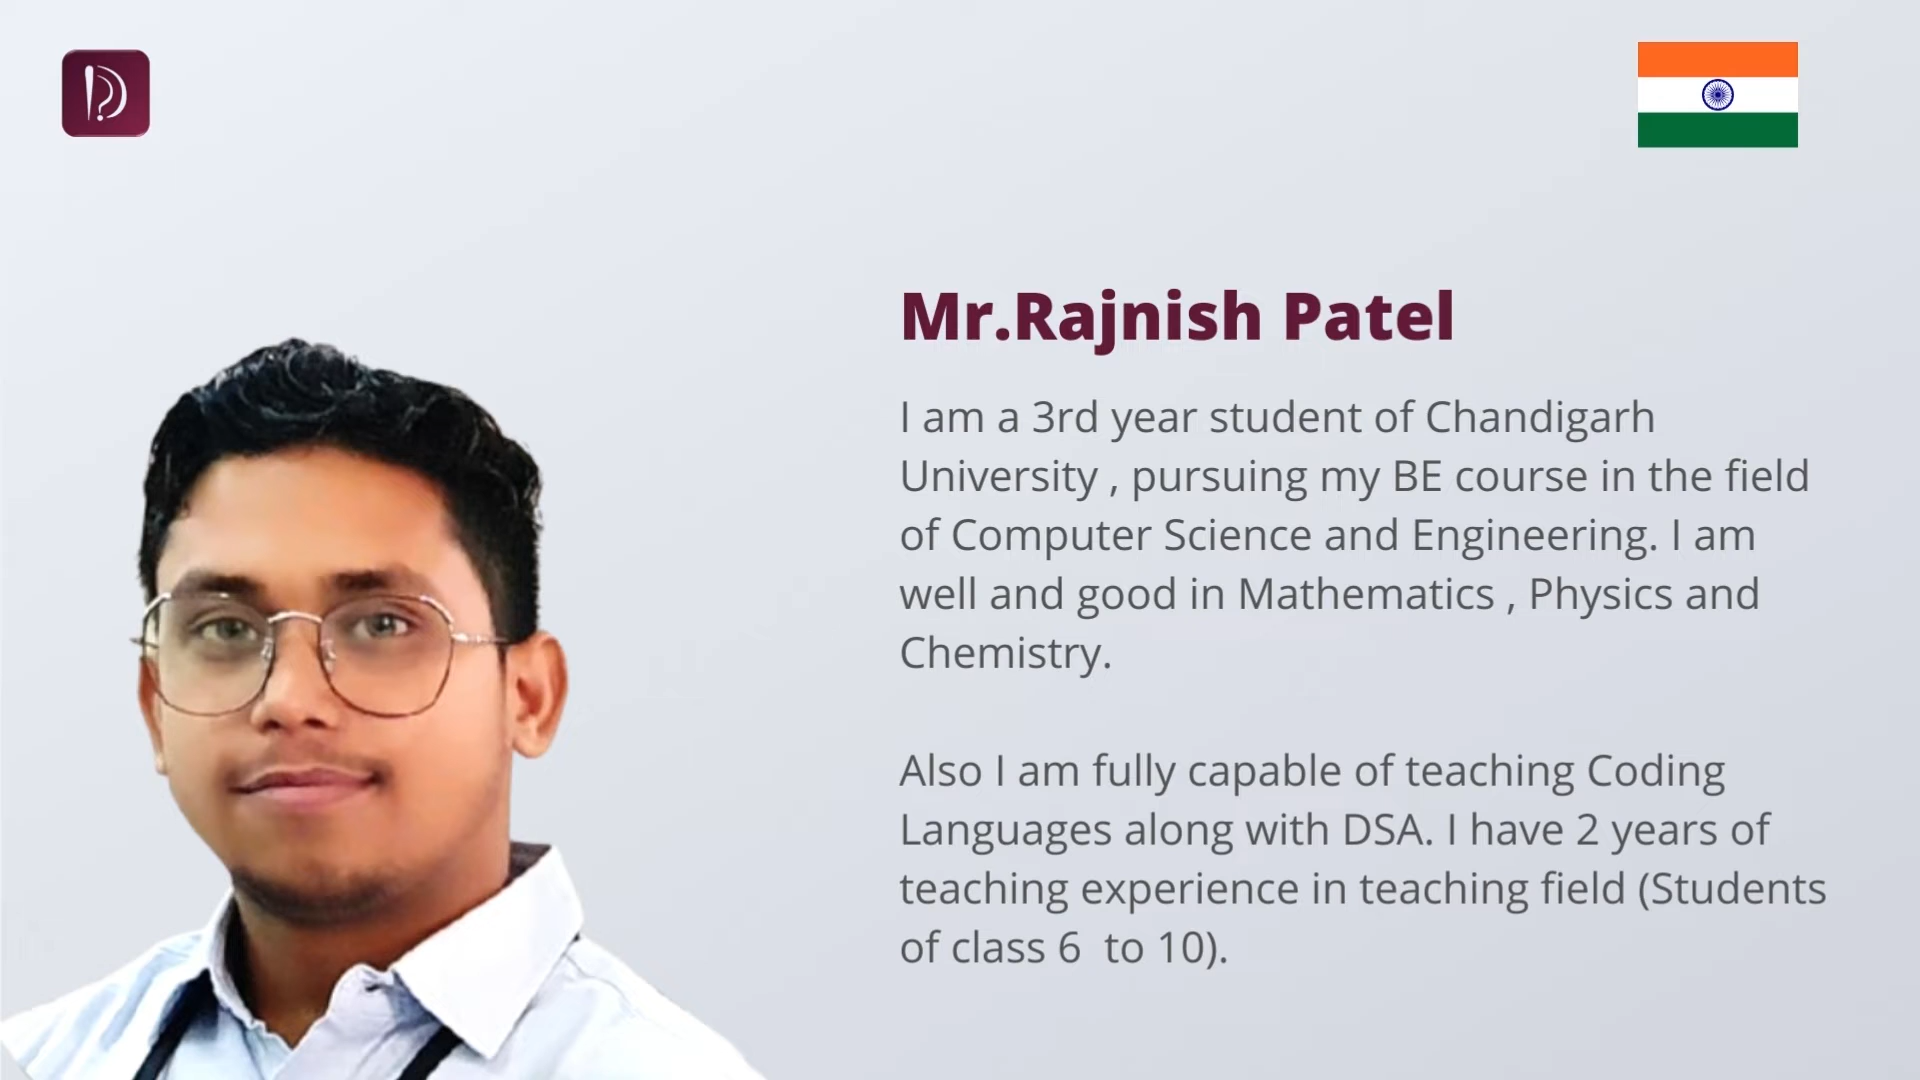 Mr.Rajnish Patel
I am a 3rd year student of Chandigarh
University , pursuing my BE course in the field
of Computer Science and Engineering. I am
well and good in Mathematics , Physics and
Chemistry.
Also I am fully capable of teaching Coding
Languages along with DSA. I have 2 years of
teaching experience in teaching field (Students
of class 6  to 10).